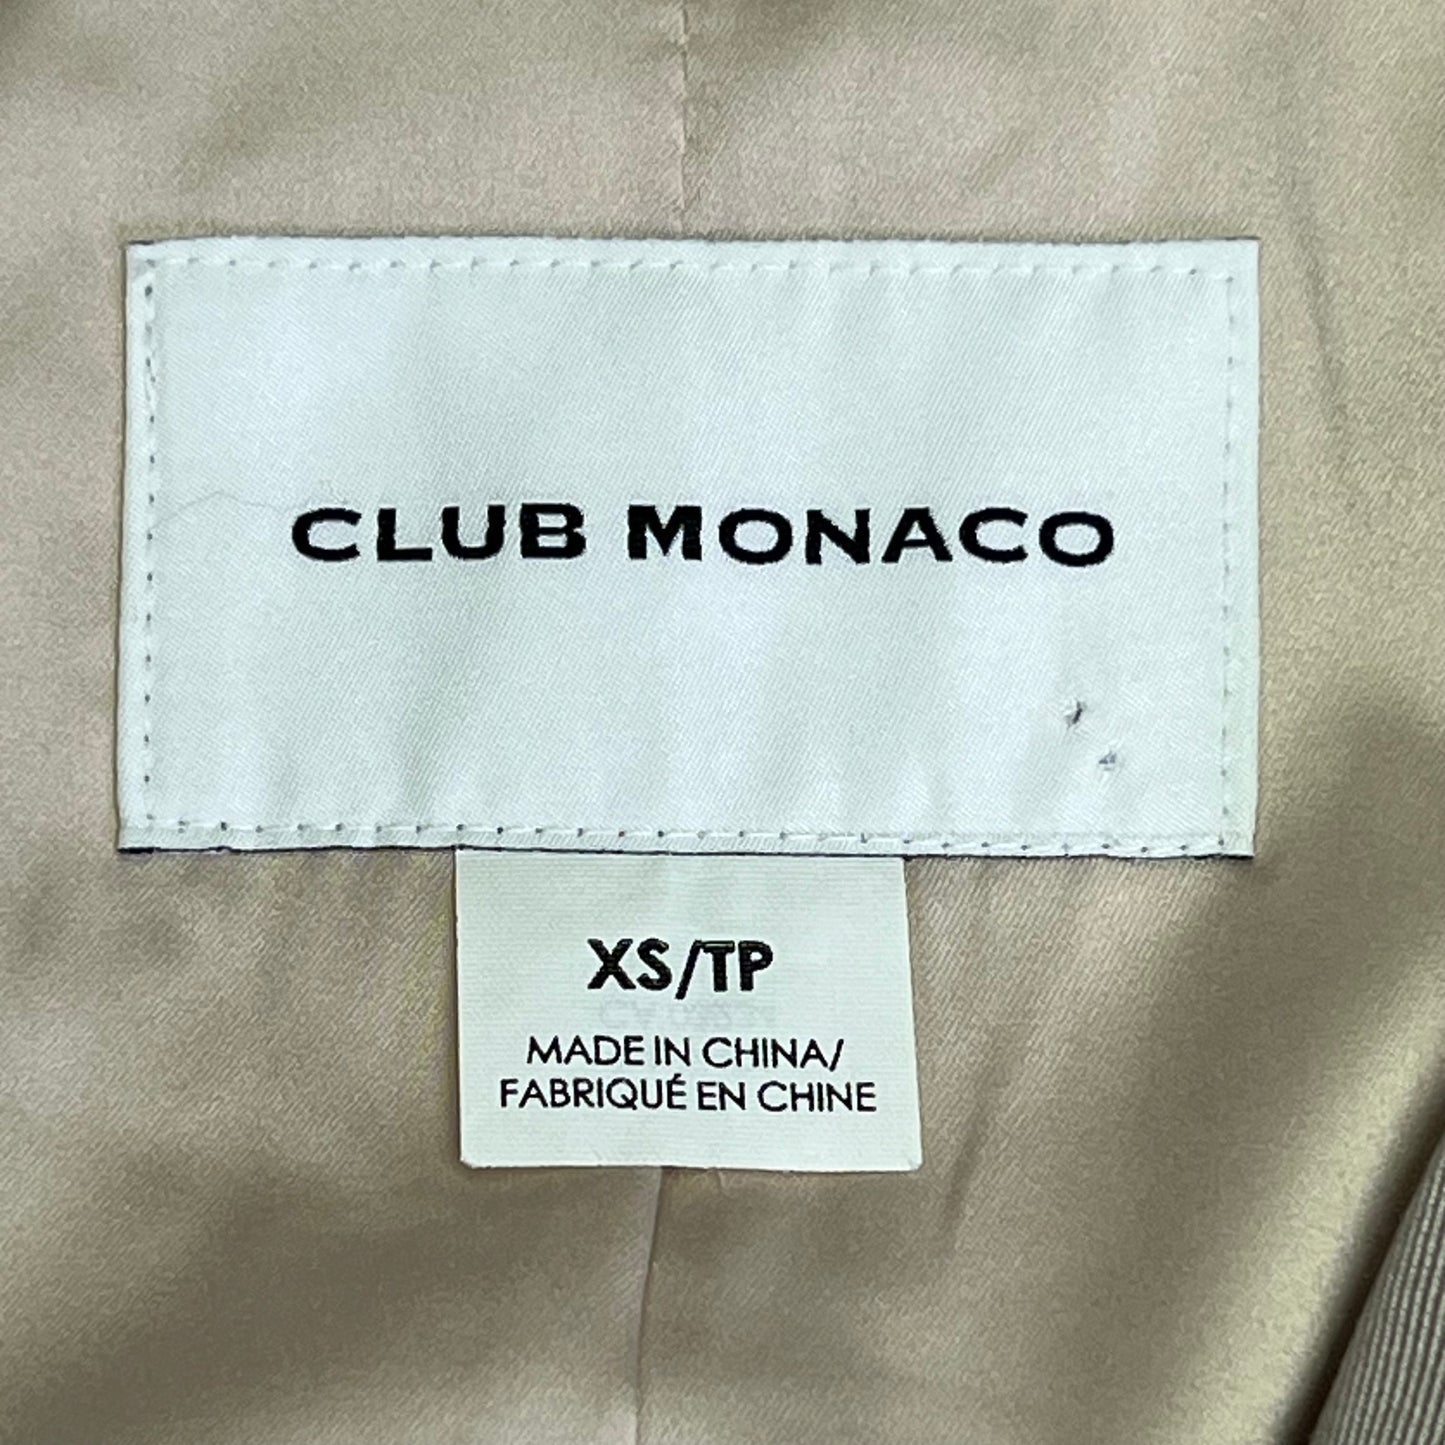 CLUB MONACO
XS/TP
MADE IN CHINA/
FABRIQUÉ EN CHINE